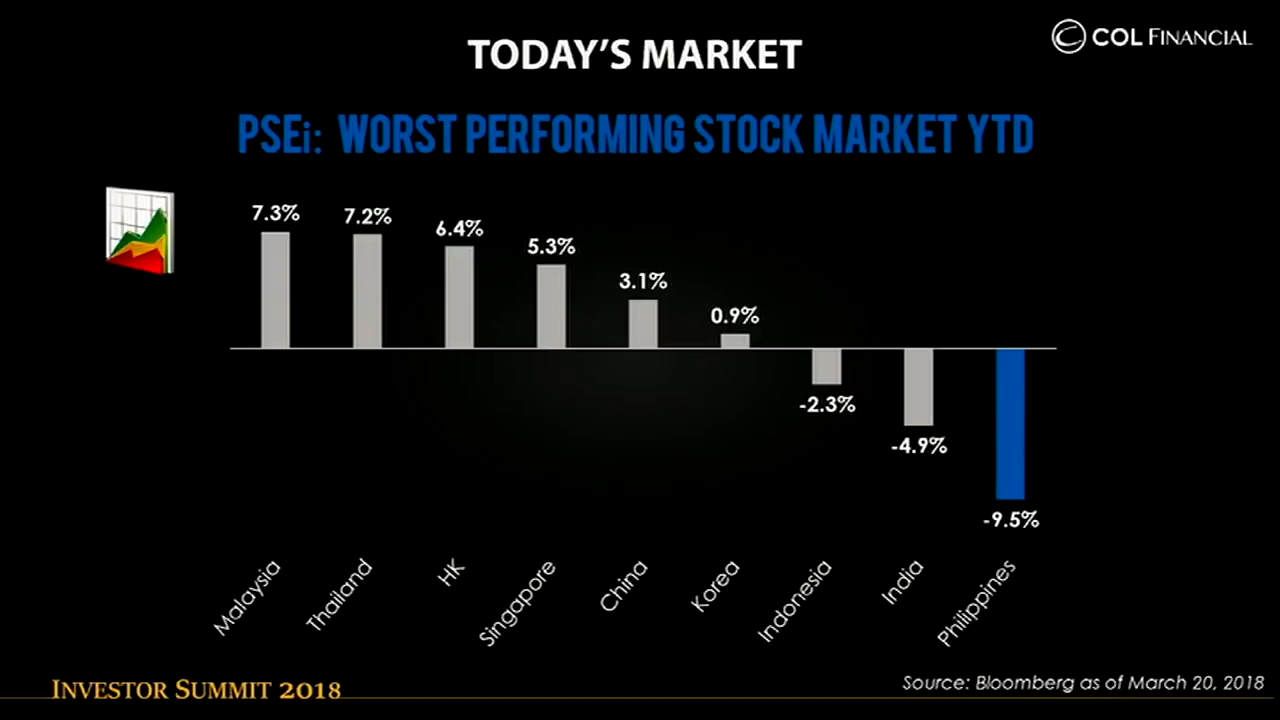 COL FINANCIAL
TODAY'S MARKET
PSEi: WORST PERFORMING STOCK MARKET YTD
7.3%
7.2%
6.4%
5.3%
3.1%
0.9%
-2.3%
-4.9%
-9.5%
Malaysia
Thailand
HK
Singapore
China
Korea
Indonesia
India
Philippines
INVESTOR SUMMIT 2018
Source: Bloomberg as of March 20, 2018